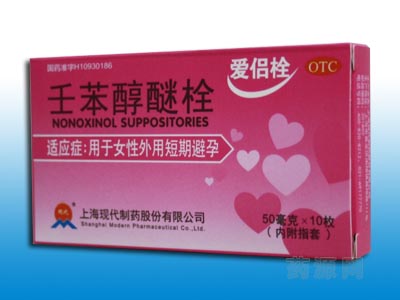 国药准字H10930186
爱侣栓
OTC
壬苯醇醚栓
NONOXINOL SUPPOSITORIES
适应症:用于女性外用短期避孕
现代
上海现代制药股份有限公司
Shanghai Modern Pharmaceutical Co.,Ltd.
50毫克×10枚
(内附指套)
药源网